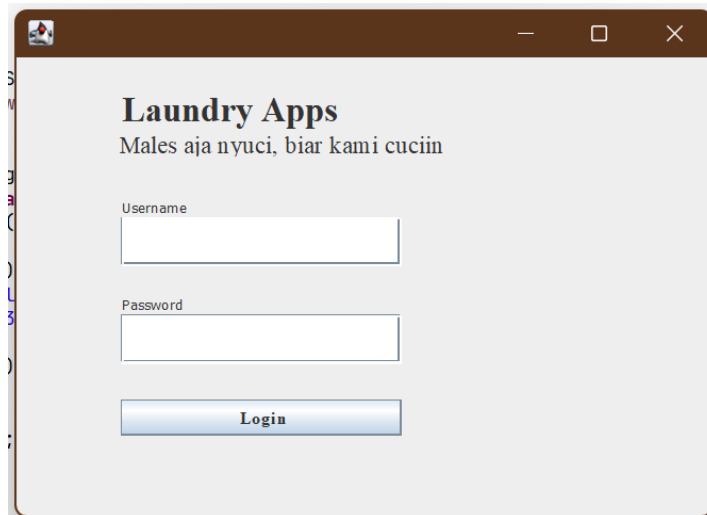 Laundry Apps
Males aja nyuci, biar kami cuciin
Username
Password
Login